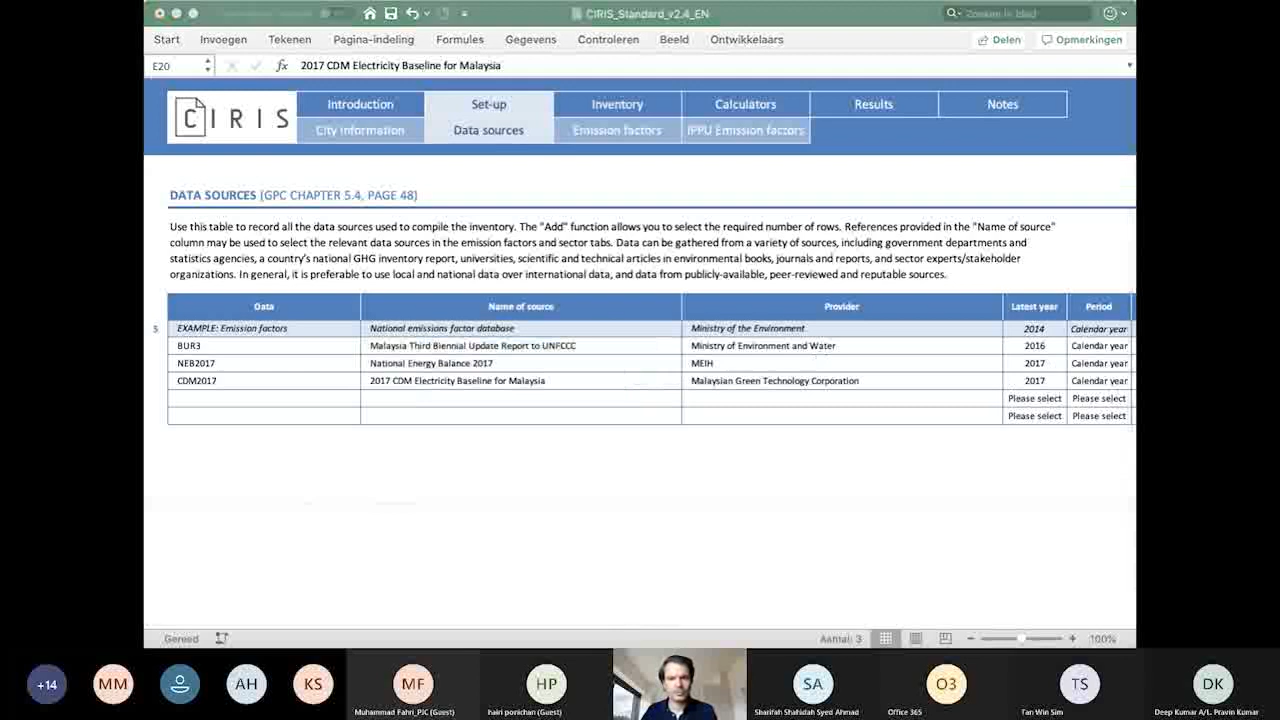 CIRIS_Standard_v2.4_EN
Zoeken in blad
Start Invoegen Tekenen Pagina-indeling Formules Gegevens Controleren Beeld Ontwikkelaars Delen Opmerkingen
E20 fx 2017 CDM Electricity Baseline for Malaysia
CIRIS
Introduction Set-up Inventory Calculators Results Notes
City information Data sources Emission factors IPPU Emission factors
DATA SOURCES (GPC CHAPTER 5.4, PAGE 48)
Use this table to record all the data sources used to compile the inventory. The "Add" function allows you to select the required number of rows. References provided in the "Name of source"
column may be used to select the relevant data sources in the emission factors and sector tabs. Data can be gathered from a variety of sources, including government departments and
statistics agencies, a country's national GHG inventory report, universities, scientific and technical articles in environmental books, journals and reports, and sector experts/stakeholder
organizations. In general, it is preferable to use local and national data over international data, and data from publicly-available, peer-reviewed and reputable sources.
Data Name of source Provider Latest year Period
5 EXAMPLE: Emission factors National emissions factor database Ministry of the Environment 2014 Calendar year
BUR3 Malaysia Third Biennial Update Report to UNFCCC Ministry of Environment and Water 2016 Calendar year
NEB2017 National Energy Balance 2017 MEIH 2017 Calendar year
CDM2017 2017 CDM Electricity Baseline for Malaysia Malaysian Green Technology Corporation 2017 Calendar year
Please select Please select
Please select Please select
Gereed Aantal: 3 100%
+14 MM AH KS MF HP SA O3 TS DK
Muhammad Fahri_PJC (Guest) hairi ponichan (Guest) Sharifah Shahidah Syed Ahmad Office 365 Tan Win Sim Deep Kumar A/L. Pravin Kumar